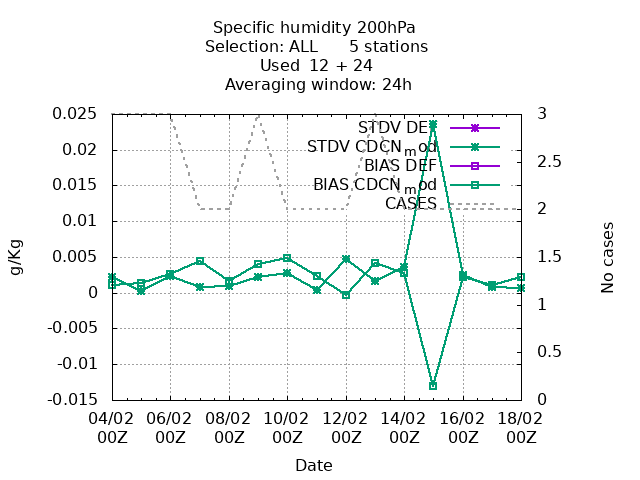 Specific humidity 200hPa
Selection: ALL      5 stations
Used  12 + 24
Averaging window: 24h
0.025
0.02
0.015
0.01
0.005
0
-0.005
-0.01
-0.015
g/Kg
STDV DEF
STDV CDCN_mod
BIAS DEF
BIAS CDCN_mod
CASES
3
2.5
2
1.5
1
0.5
0
No cases
04/02 06/02 08/02 10/02 12/02 14/02 16/02 18/02
00Z 00Z 00Z 00Z 00Z 00Z 00Z 00Z
Date